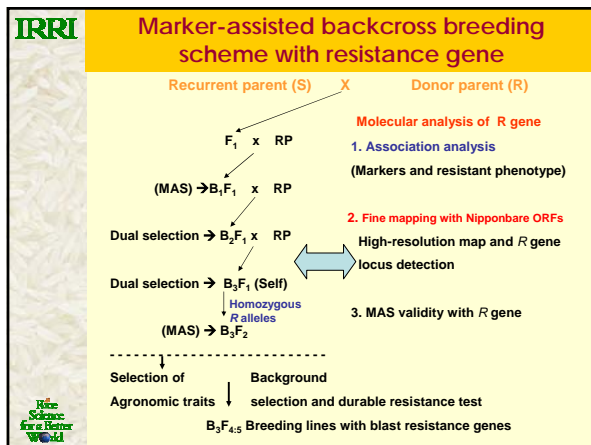 IRRI
Marker-assisted backcross breeding
scheme with resistance gene
Recurrent parent (S) X Donor parent (R)
Molecular analysis of R gene
F1 x RP
1. Association analysis
(Markers and resistant phenotype)
(MAS) → B1F1 x RP
2. Fine mapping with Nipponbare ORFs
Dual selection → B2F1 x RP
High-resolution map and R gene
locus detection
Dual selection → B3F1 (Self)
Homozygous
R alleles
3. MAS validity with R gene
(MAS) → B3F2
Selection of Background
Agronomic traits selection and durable resistance test
B3F4:5 Breeding lines with blast resistance genes
Rice
Science
for a Better
World